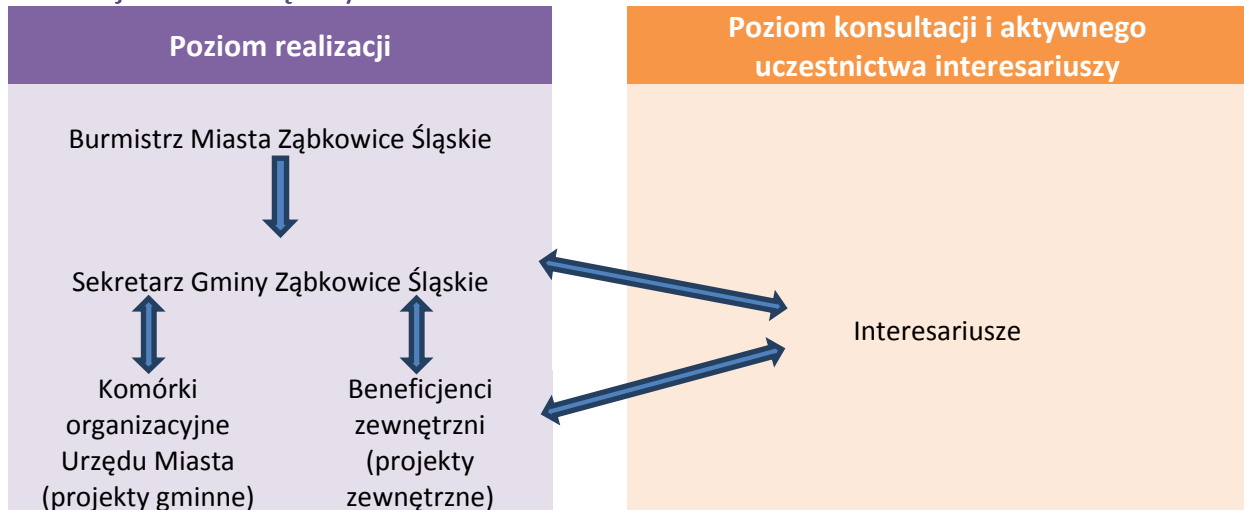 Poziom realizacji
Poziom konsultacji i aktywnego
uczestnictwa interesariuszy
Burmistrz Miasta Ząbkowice Śląskie
Sekretarz Gminy Ząbkowice Śląskie
Komórki
organizacyjne
Urzędu Miasta
(projekty gminne)
Beneficjenci
zewnętrzni
(projekty
zewnętrzne)
Interesariusze